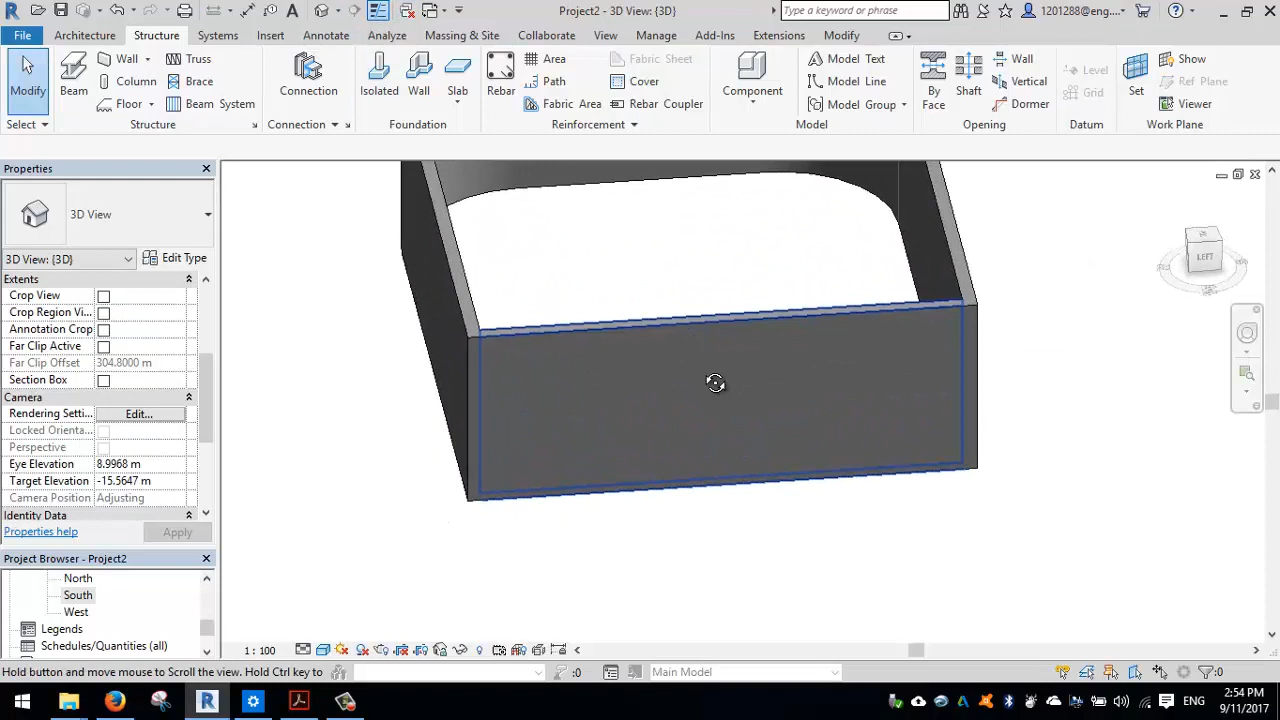 Project2 - 3D View: {3D}
Type a keyword or phrase
1201288@eng...
File Architecture Structure Systems Insert Annotate Analyze Massing & Site Collaborate View Manage Add-Ins Extensions Modify
Wall Truss Area Fabric Sheet Model Text Wall Level Show
Column Brace Path Cover Model Line Vertical Grid Ref Plane
Floor Beam System Fabric Area Rebar Coupler Model Group Dormer Viewer
Modify Beam Connection Isolated Wall Slab Rebar Component By Face Shaft Set
Select Structure Connection Foundation Reinforcement Model Opening Datum Work Plane
Properties
3D View
3D View: {3D} Edit Type
Extents
Crop View
Crop Region Vi...
Annotation Crop
Far Clip Active
Far Clip Offset 304.8000 m
Section Box
Camera
Rendering Setti... Edit...
Locked Orienta...
Perspective
Eye Elevation 8.9968 m
Target Elevation -15.5647 m
Camera Position Adjusting
Identity Data
Properties help Apply
Project Browser - Project2
North
South
West
Legends
Schedules/Quantities (all)
LEFT
1 : 100
Hold button and move mouse to Scroll the view. Hold Ctrl key to
:0
Main Model
:0
ENG
2:54 PM
9/11/2017